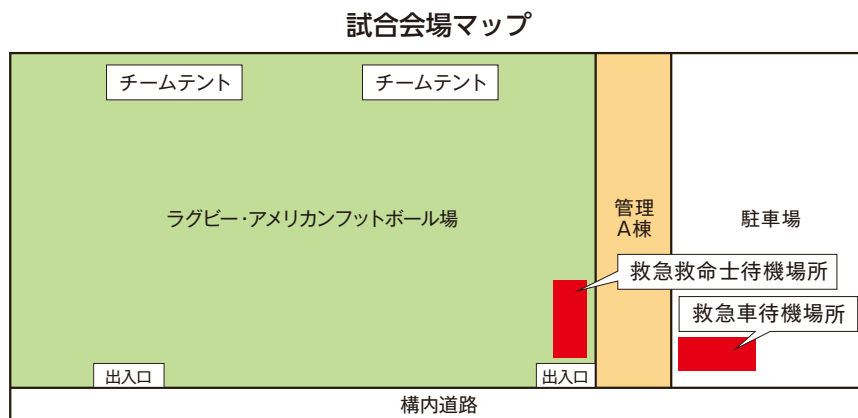 試合会場マップ
チームテント
チームテント
ラグビー・アメリカンフットボール場
管理
A棟
駐車場
救急救命士待機場所
救急車待機場所
出入口
出入口
構内道路